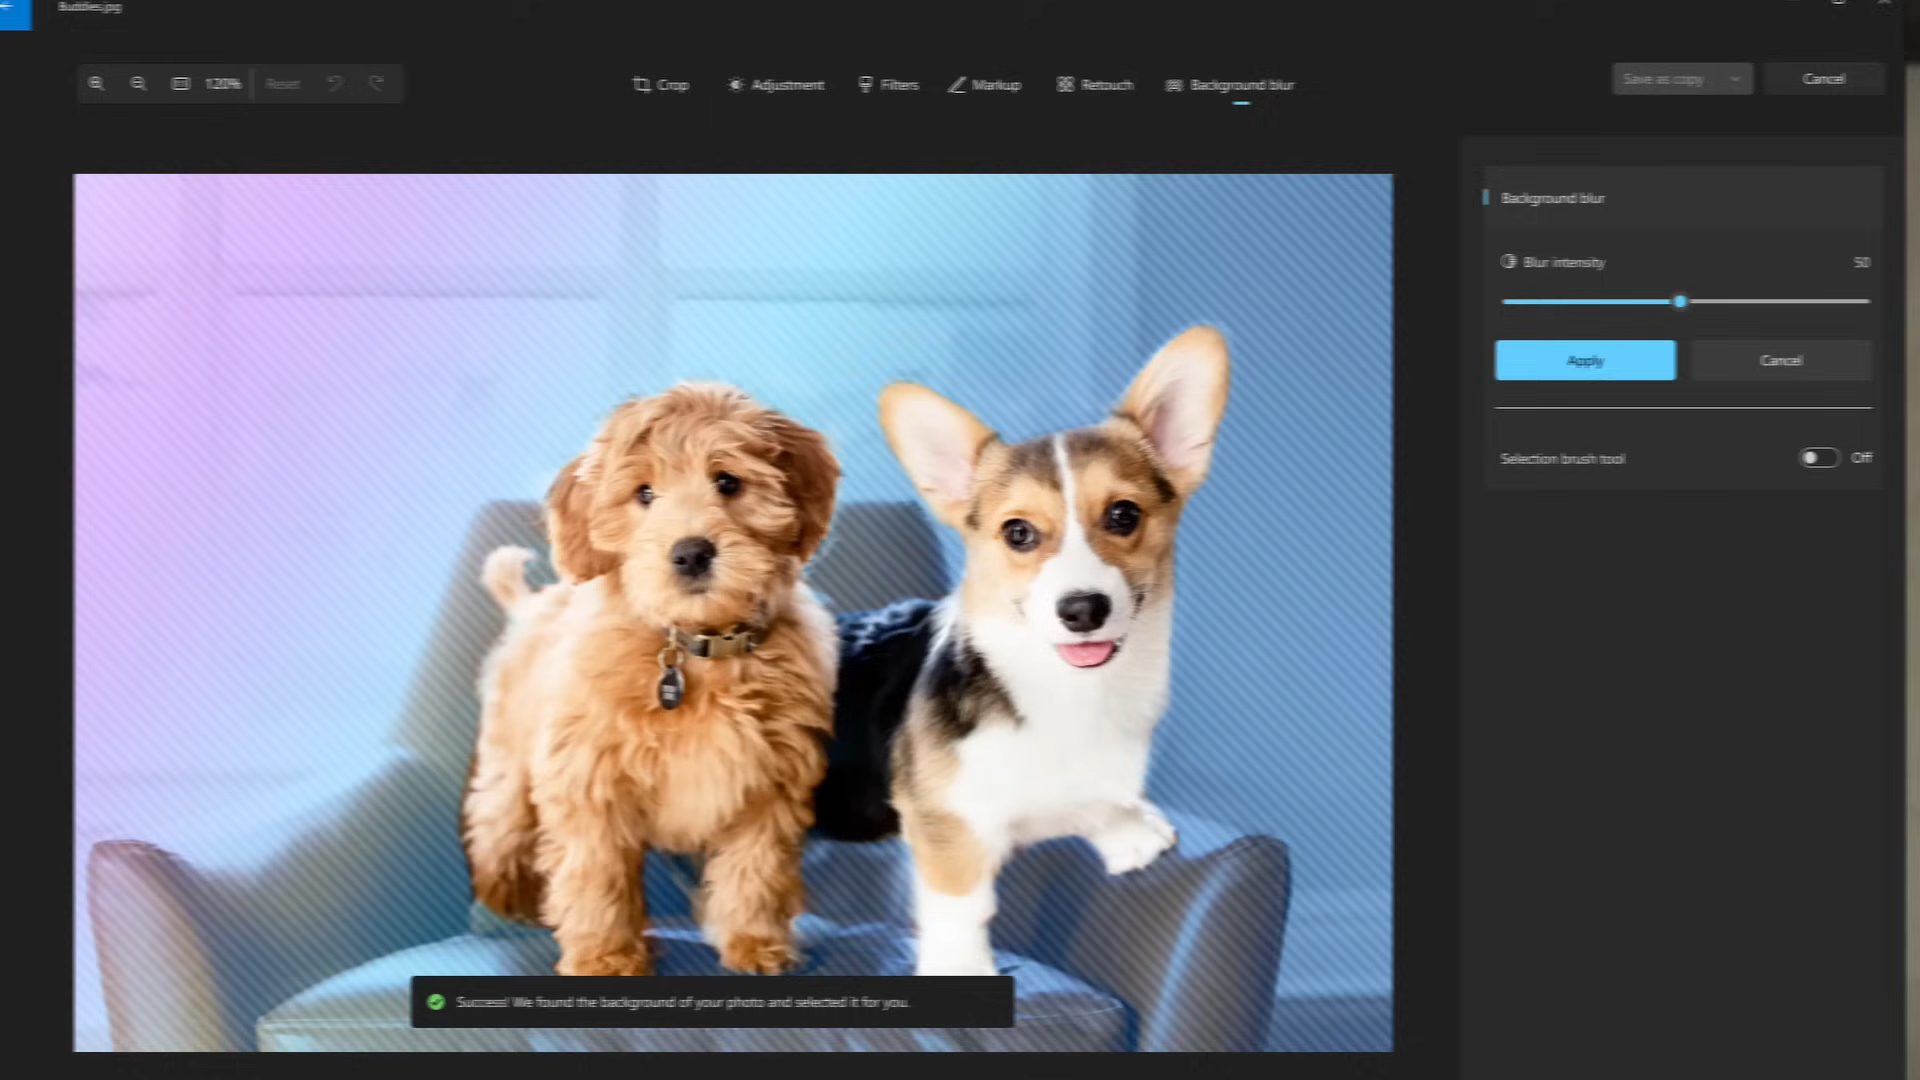 Buddies.jpg
120% Reset
Crop Adjustment Filters Markup Retouch Background blur
Save as copy Cancel
Background blur
Blur intensity 50
Apply Cancel
Selection brush tool Off
Success! We found the background of your photo and selected it for you.